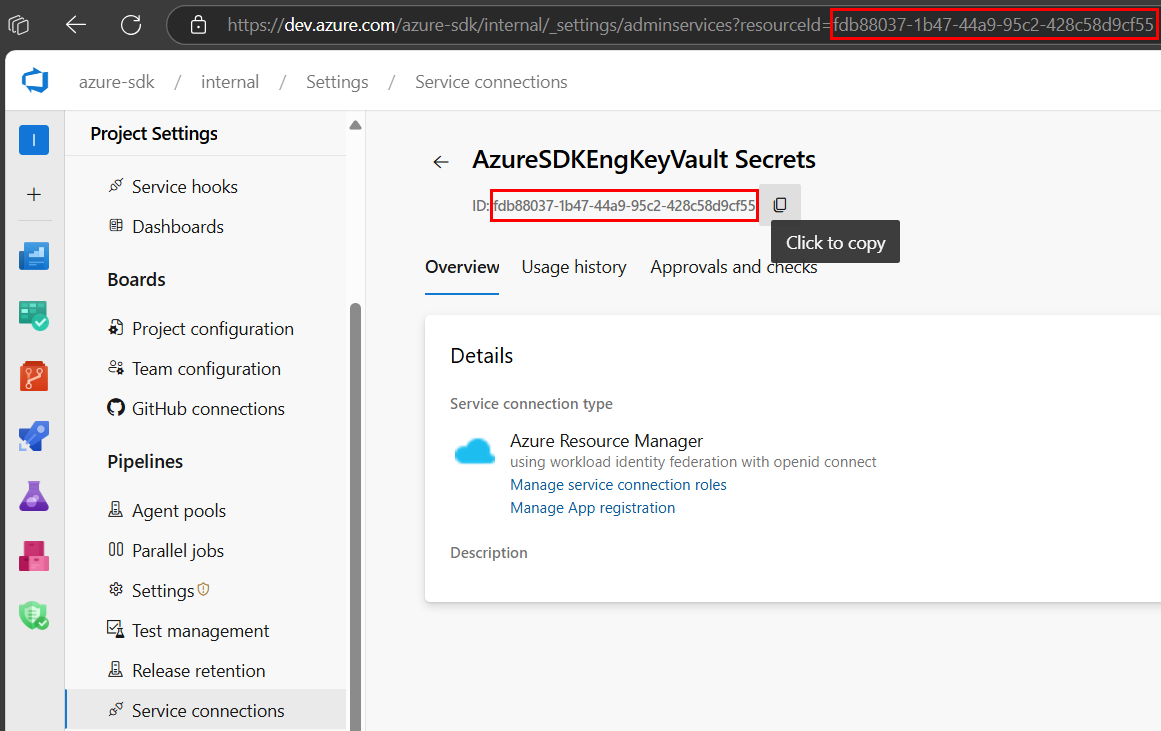 https://dev.azure.com/azure-sdk/internal/_settings/adminservices?resourceId=fdb88037-1b47-44a9-95c2-428c58d9cf55
azure-sdk / internal / Settings / Service connections
I
Project Settings
Service hooks
Dashboards
Boards
Project configuration
Team configuration
GitHub connections
Pipelines
Agent pools
Parallel jobs
Settings
Test management
Release retention
Service connections
AzureSDKEngKeyVault Secrets
ID: fdb88037-1b47-44a9-95c2-428c58d9cf55
Click to copy
Overview Usage history Approvals and checks
Details
Service connection type
Azure Resource Manager
using workload identity federation with openid connect
Manage service connection roles
Manage App registration
Description